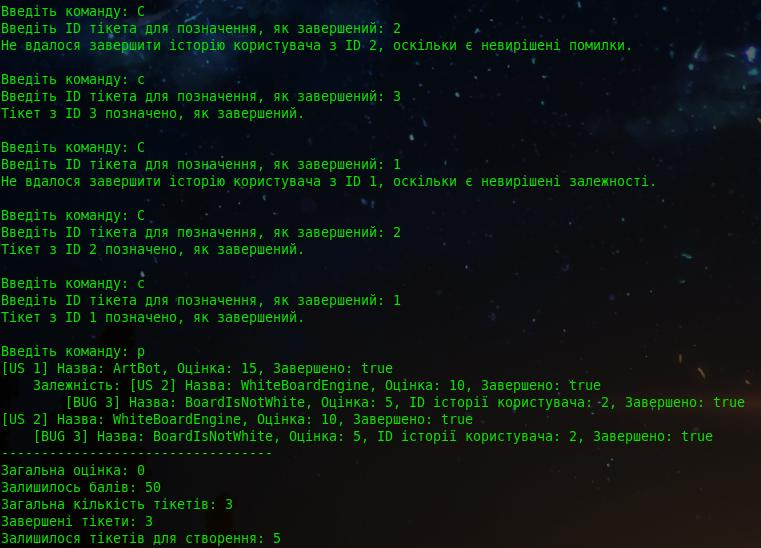 Введіть команду: C
Введіть ID тікета для позначення, як завершений: 2
Не вдалося завершити історію користувача з ID 2, оскільки є невирішені помилки.
Введіть команду: c
Введіть ID тікета для позначення, як завершений: 3
Тікет з ID 3 позначено, як завершений.
Введіть команду: C
Введіть ID тікета для позначення, як завершений: 1
Не вдалося завершити історію користувача з ID 1, оскільки є невирішені залежності.
Введіть команду: C
Введіть ID тікета для позначення, як завершений: 2
Тікет з ID 2 позначено, як завершений.
Введіть команду: c
Введіть ID тікета для позначення, як завершений: 1
Тікет з ID 1 позначено, як завершений.
Введіть команду: p
[US 1] Назва: ArtBot, Оцінка: 15, Завершено: true
Залежність: [US 2] Назва: WhiteBoardEngine, Оцінка: 10, Завершено: true
[BUG 3] Назва: BoardIsNotWhite, Оцінка: 5, ID історії користувача: 2, Завершено: true
[US 2] Назва: WhiteBoardEngine, Оцінка: 10, Завершено: true
[BUG 3] Назва: BoardIsNotWhite, Оцінка: 5, ID історії користувача: 2, Завершено: true
----------------------------------
Загальна оцінка: 0
Залишилось балів: 50
Загальна кількість тікетів: 3
Завершені тікети: 3
Залишилося тікетів для створення: 5